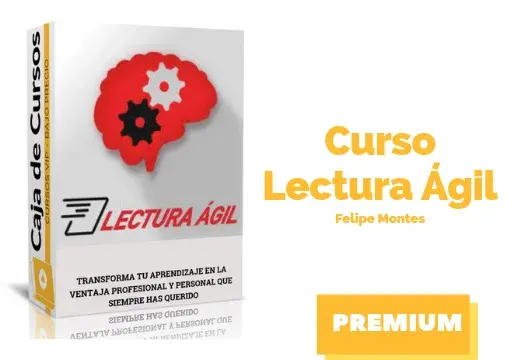 Caja de Cursos
CURSOS VIP - BAJO PRECIO
LECTURA ÁGIL
TRANSFORMA TU APRENDIZAJE EN LA
VENTAJA PROFESIONAL Y PERSONAL QUE
SIEMPRE HAS QUERIDO
Curso
Lectura Ágil
Felipe Montes
PREMIUM